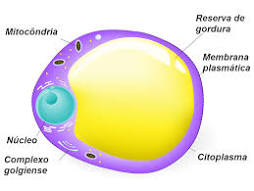 Mitocôndria
Reserva de
gordura
Membrana
plasmática
Núcleo
Complexo
golgiense
Citoplasma